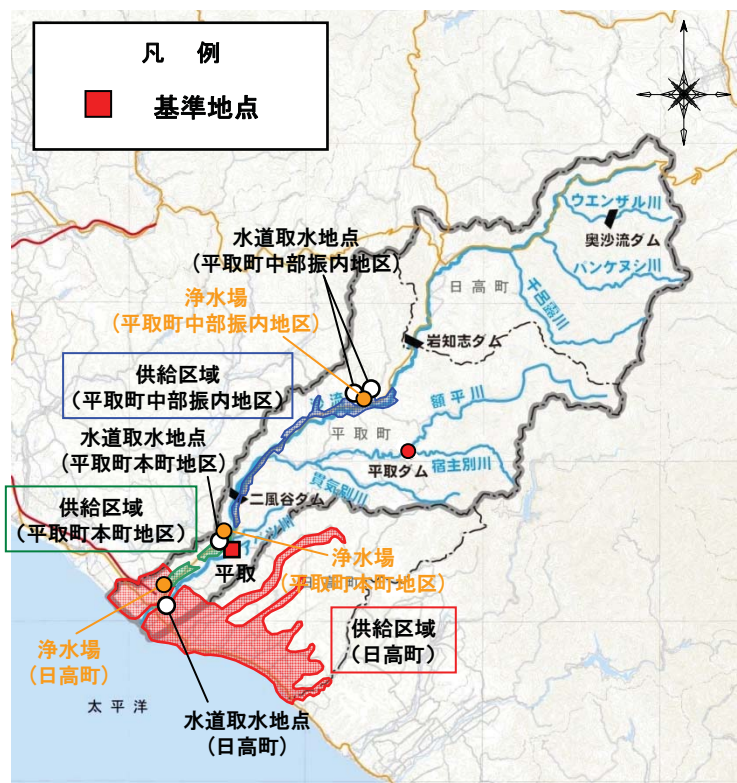 凡 例
基準地点
ウエンザル川
奥沙流ダム
パンケヌシ川
千呂露川
日高町
水道取水地点
(平取町中部振内地区)
浄水場
(平取町中部振内地区)
岩知志ダム
供給区域
(平取町中部振内地区)
額平川
平取町
水道取水地点
(平取町本町地区)
平取ダム
宿主別川
貫気別川
二風谷ダム
供給区域
(平取町本町地区)
平取
浄水場
(平取町本町地区)
供給区域
(日高町)
浄水場
(日高町)
太平洋
水道取水地点
(日高町)